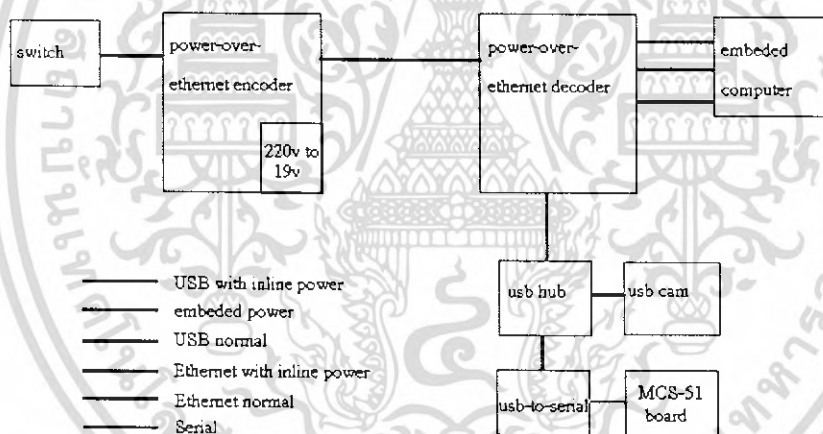 switch
power-over-
ethernet encoder
220v to
19v
power-over-
ethernet decoder
embeded
computer
usb hub
usb cam
usb-to-serial
MCS-51
board
USB with inline power
embeded power
USB normal
Ethernet with inline power
Ethernet normal
Serial